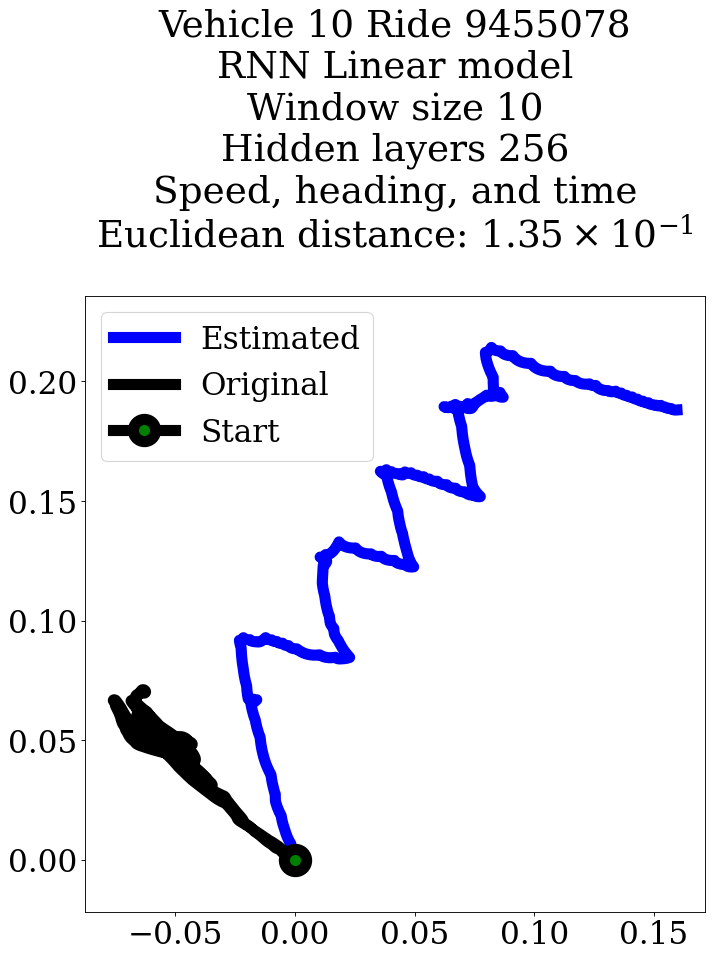 Vehicle 10 Ride 9455078
RNN Linear model
Window size 10
Hidden layers 256
Speed, heading, and time
Euclidean distance: 1.35 × 10⁻¹
Estimated
Original
Start
0.20
0.15
0.10
0.05
0.00
−0.05 0.00 0.05 0.10 0.15